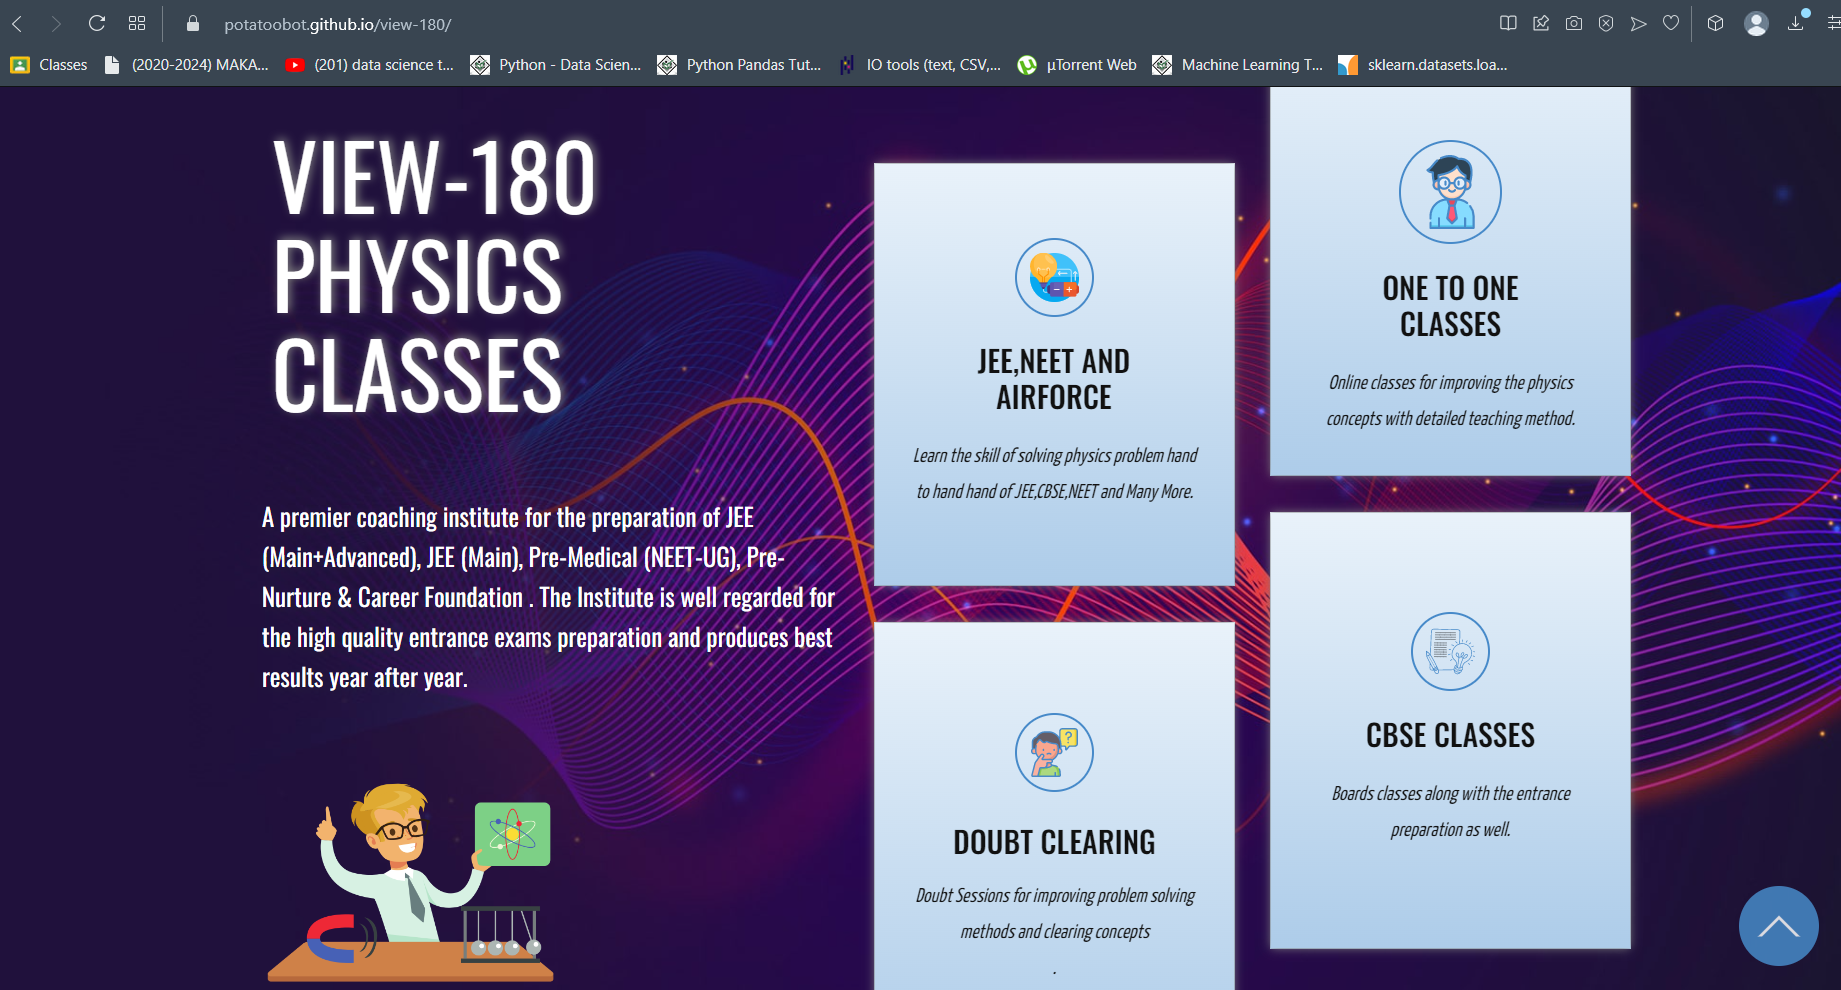 potatoobot.github.io/view-180/
Classes
(2020-2024) MAKA...
(201) data science t...
Python - Data Scien...
Python Pandas Tut...
IO tools (text, CSV,...
µTorrent Web
Machine Learning T...
sklearn.datasets.loa...
VIEW-180
PHYSICS
CLASSES
A premier coaching institute for the preparation of JEE
(Main+Advanced), JEE (Main), Pre-Medical (NEET-UG), Pre-
Nurture & Career Foundation . The Institute is well regarded for
the high quality entrance exams preparation and produces best
results year after year.
JEE,NEET AND
AIRFORCE
Learn the skill of solving physics problem hand
to hand hand of JEE,CBSE,NEET and Many More.
DOUBT CLEARING
Doubt Sessions for improving problem solving
methods and clearing concepts
.
ONE TO ONE
CLASSES
Online classes for improving the physics
concepts with detailed teaching method.
CBSE CLASSES
Boards classes along with the entrance
preparation as well.